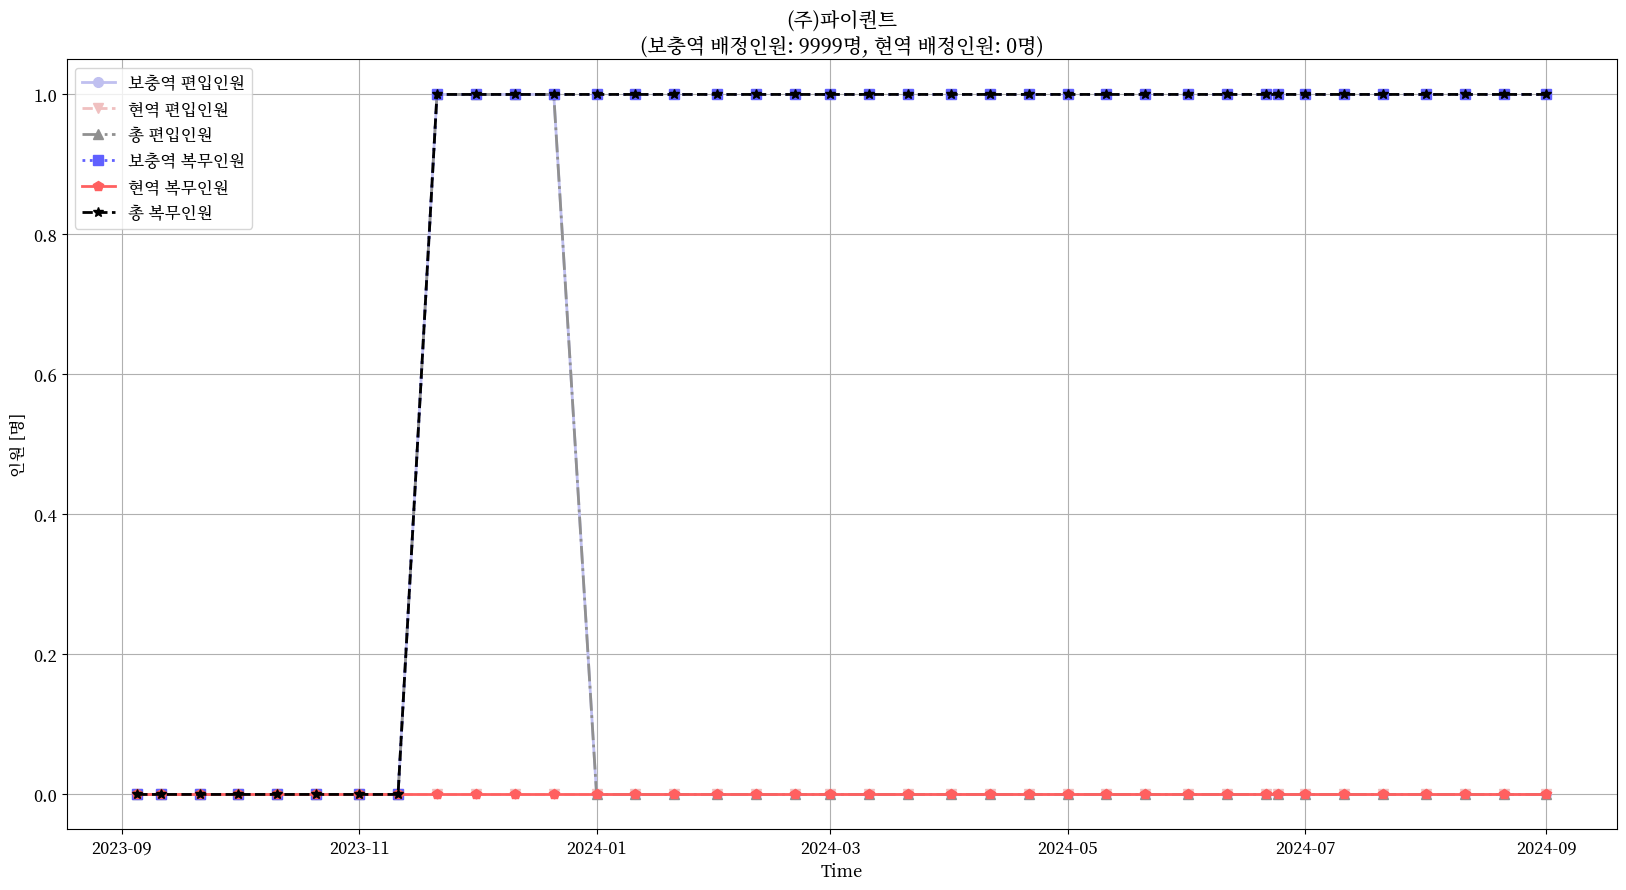 (주)파이퀀트
(보충역 배정인원: 9999명, 현역 배정인원: 0명)
보충역 편입인원
현역 편입인원
총 편입인원
보충역 복무인원
현역 복무인원
총 복무인원
인원 [명]
1.0
0.8
0.6
0.4
0.2
0.0
2023-09
2023-11
2024-01
2024-03
2024-05
2024-07
2024-09
Time